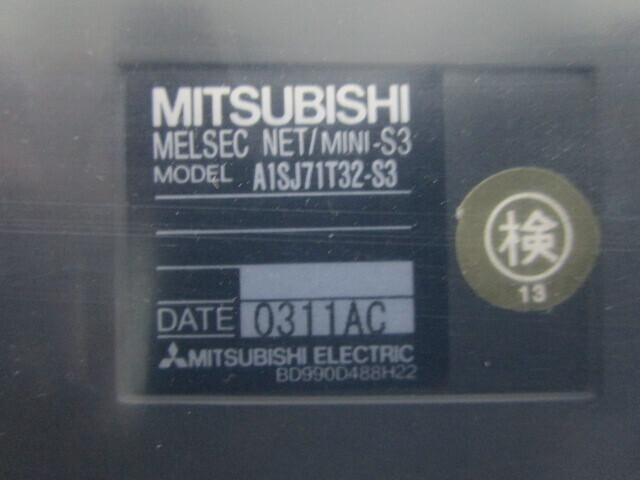 MITSUBISHI
MELSEC NET/MINI-S3
MODEL A1SJ71T32-S3
検
13
DATE 0311AC
MITSUBISHI ELECTRIC
BD990D488H22